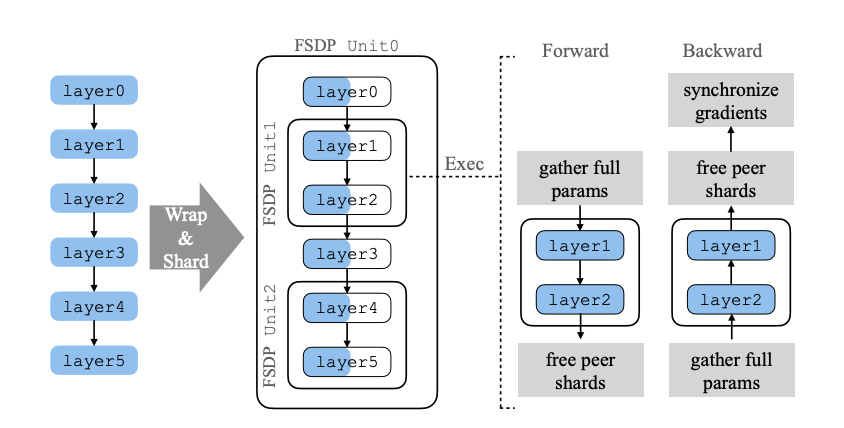 layer0
layer1
layer2
layer3
layer4
layer5
Wrap
&
Shard
FSDP Unit0
layer0
FSDP Unit1
layer1
layer2
layer3
FSDP Unit2
layer4
layer5
Exec
Forward
gather full
params
layer1
layer2
free peer
shards
Backward
synchronize
gradients
free peer
shards
layer1
layer2
gather full
params